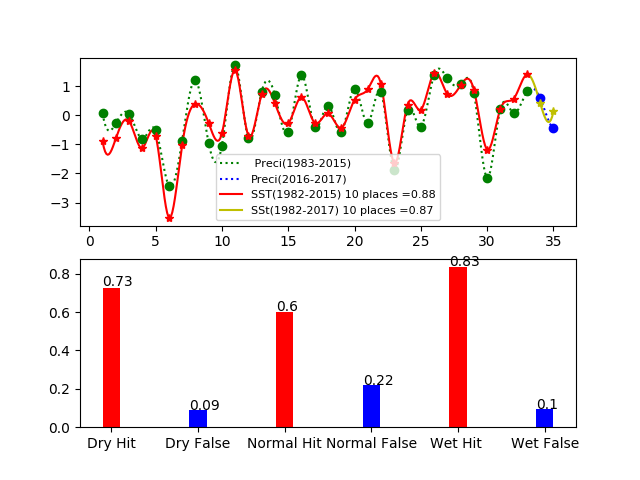 1
0
−1
−2
−3
Preci(1983-2015)
Preci(2016-2017)
SST(1982-2015) 10 places =0.88
SSt(1982-2017) 10 places =0.87
0 5 10 15 20 25 30 35
0.8
0.6
0.4
0.2
0.0
0.73
0.09
0.6
0.22
0.83
0.1
Dry Hit Dry False Normal Hit Normal False Wet Hit Wet False